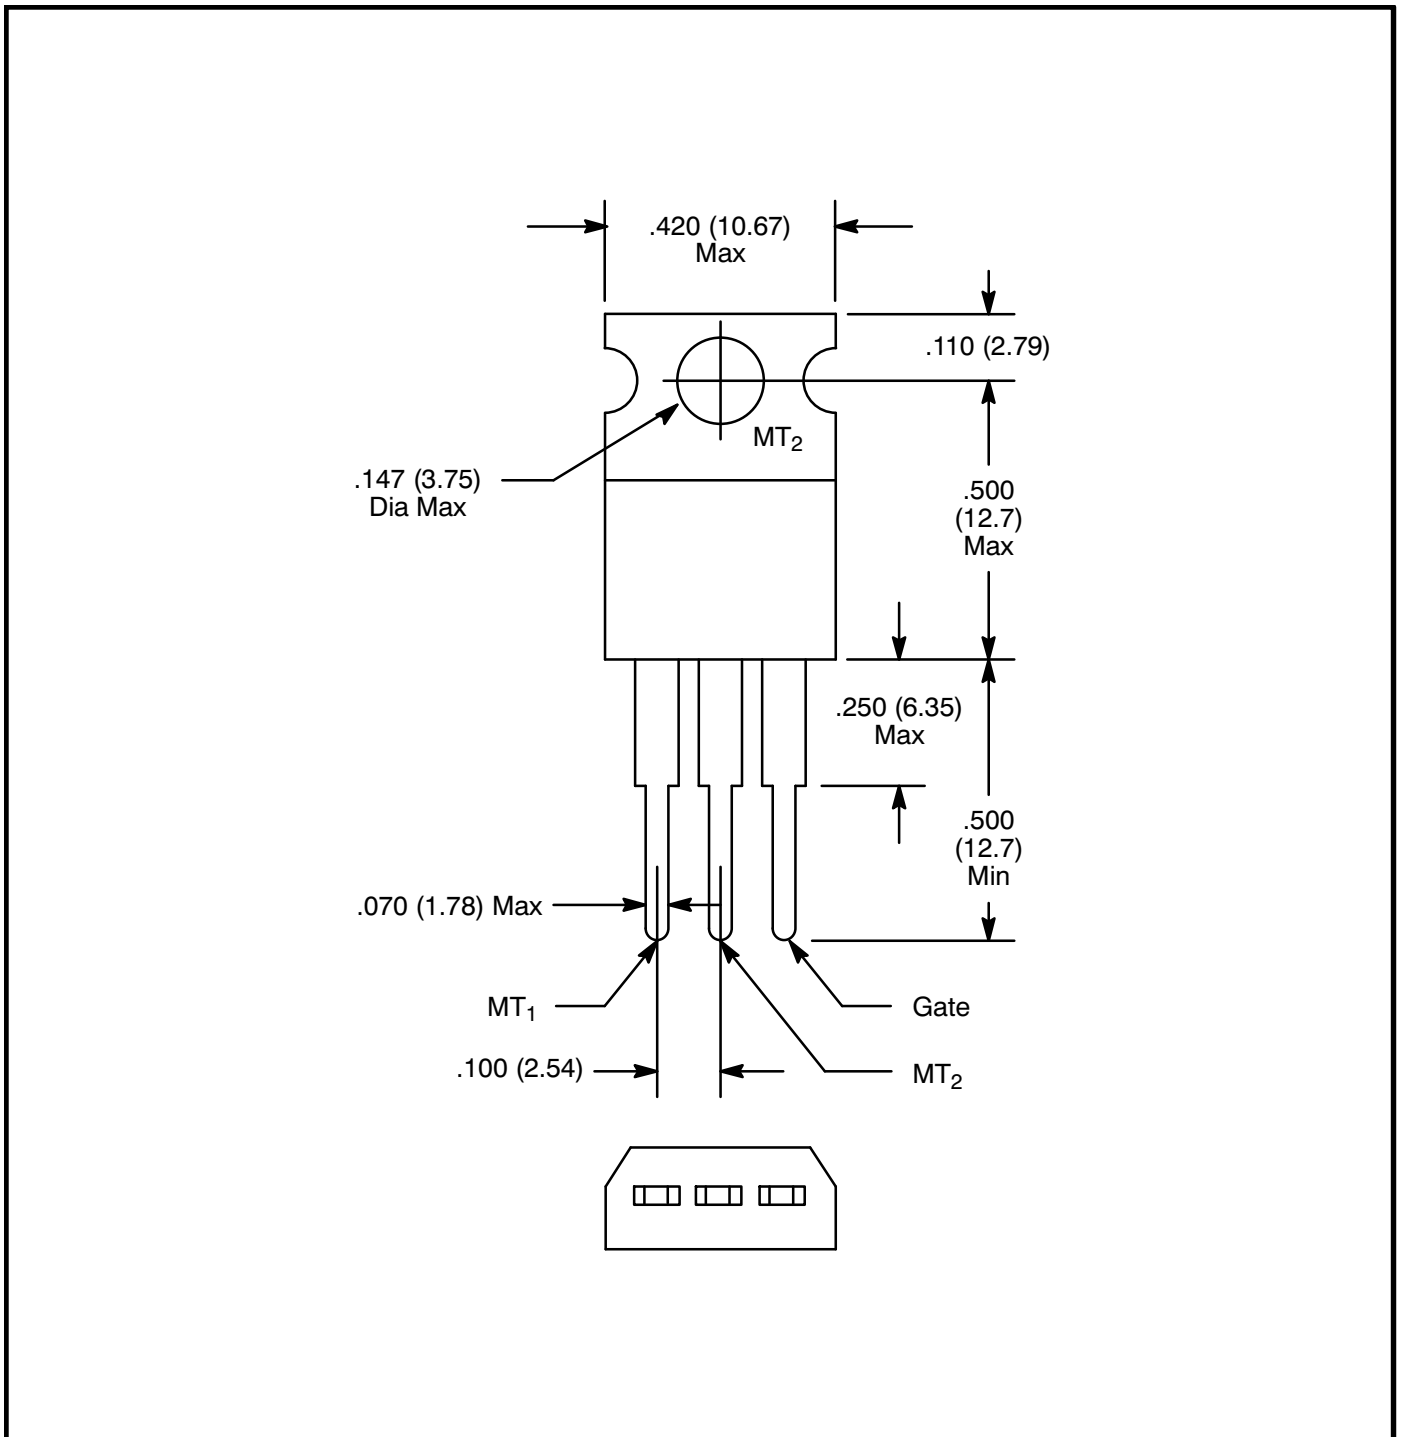 .420 (10.67)
Max
.110 (2.79)
MT₂
.147 (3.75)
Dia Max
.500
(12.7)
Max
.250 (6.35)
Max
.500
(12.7)
Min
.070 (1.78) Max
MT₁
Gate
.100 (2.54)
MT₂